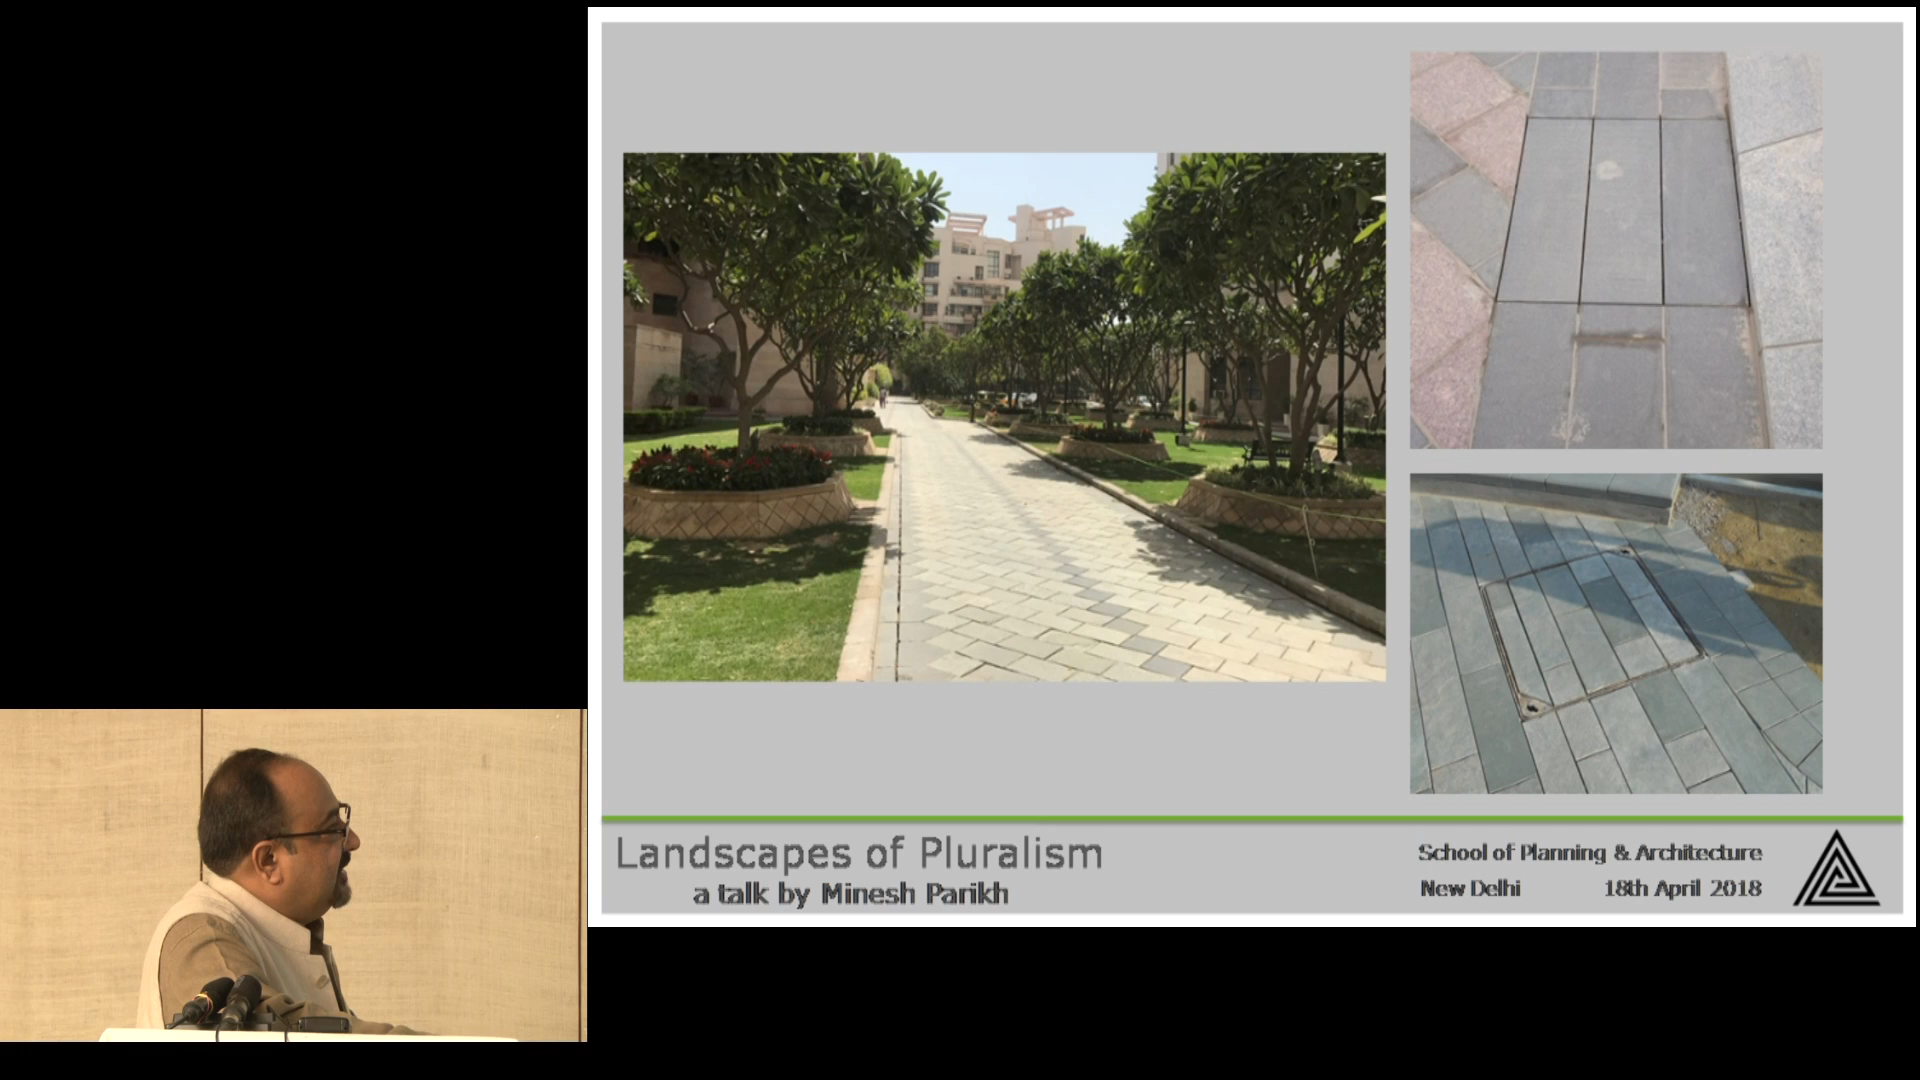 Landscapes of Pluralism
a talk by Minesh Parikh
School of Planning & Architecture
New Delhi 18th April 2018